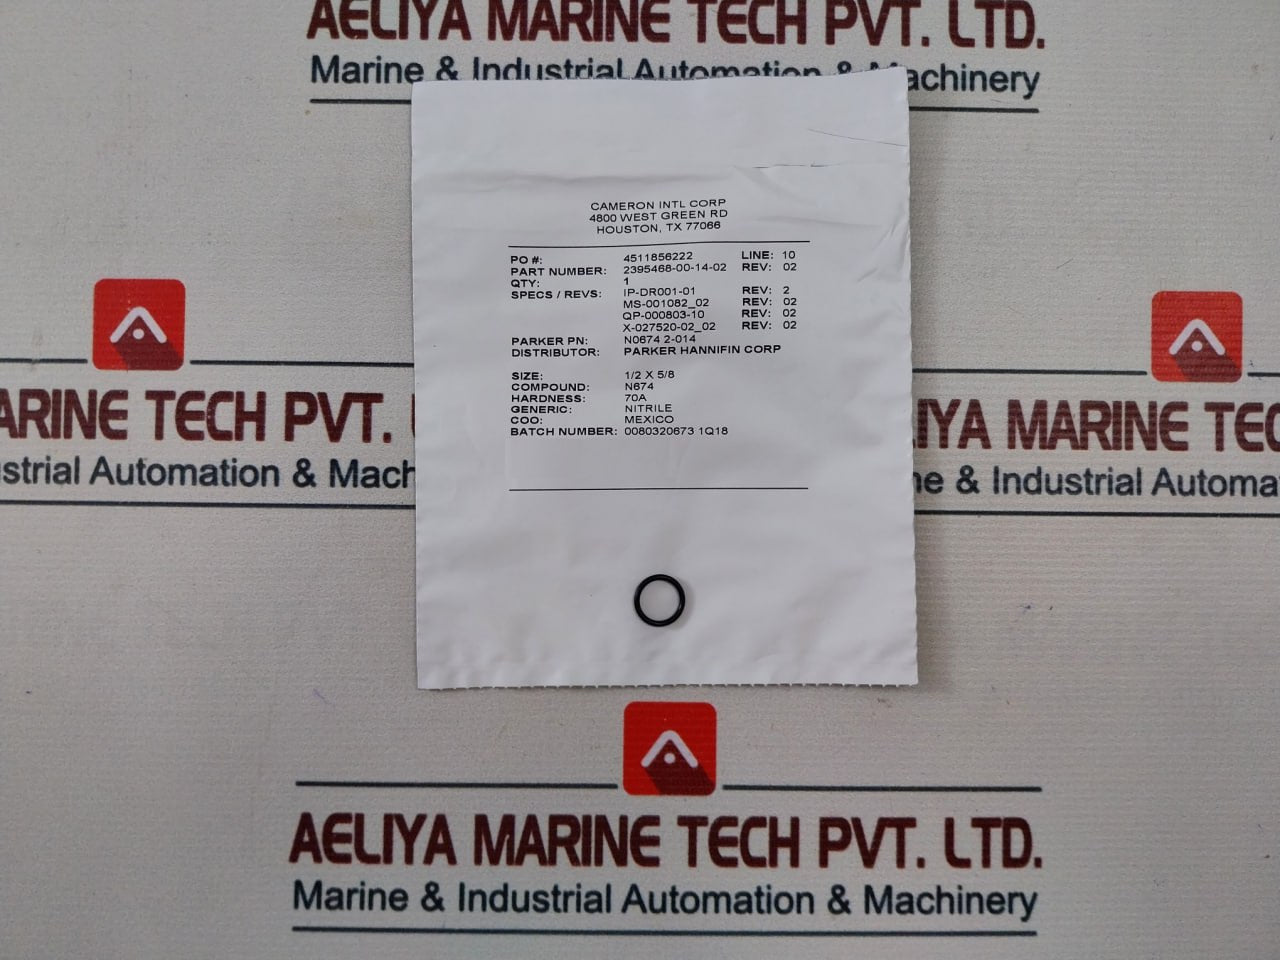 AELIYA MARINE TECH PVT. LTD.
Marine & Industrial Automation & Machinery
CAMERON INTL CORP
4800 WEST GREEN RD
HOUSTON, TX 77066
PO #: 4511856222 LINE: 10
PART NUMBER: 2395468-00-14-02 REV: 02
QTY: 1
SPECS / REVS: IP-DR001-01 REV: 2
MS-001082_02 REV: 02
QP-000803-10 REV: 02
X-027520-02_02 REV: 02
PARKER PN: N0674 2-014
DISTRIBUTOR: PARKER HANNIFIN CORP
SIZE: 1/2 X 5/8
COMPOUND: N674
HARDNESS: 70A
GENERIC: NITRILE
COO: MEXICO
BATCH NUMBER: 0080320673 1Q18
ARINE TECH PVT.
strial Automation & Mach
IYA MARINE TEC
ne & Industrial Automa
AELIYA MARINE TECH PVT. LTD.
Marine & Industrial Automation & Machinery